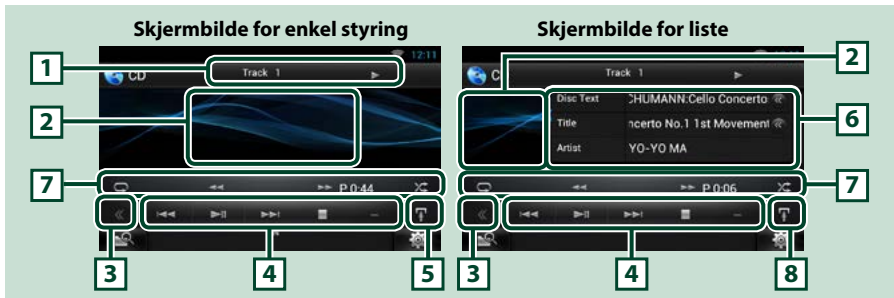 Skjermbilde for enkel styring
Skjermbilde for liste
12:11
1
CD
Track 1
2
7
P 0:44
3
4
5
2
C
Track 1
Disc Text
CHUMANN:Cello Concerto
Title
ncerto No.1 1st Movement
Artist
YO-YO MA
6
P 0:06
7
3
4
8